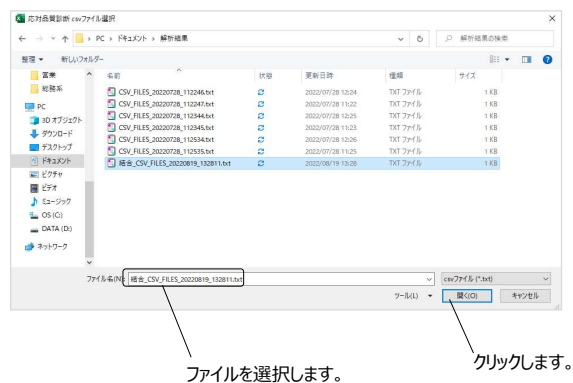 応対品質診断 csvファイル選択
PC › ドキュメント › 解析結果
解析結果の検索
整理 新しいフォルダー
名前 状態 更新日時 種類 サイズ
営業
総務系
PC
3D オブジェクト
ダウンロード
デスクトップ
ドキュメント
ピクチャ
ビデオ
ミュージック
OS (C:)
DATA (D:)
ネットワーク
CSV_FILES_20220728_112246.txt 2022/07/28 12:24 TXT ファイル 1 KB
CSV_FILES_20220728_112247.txt 2022/07/28 11:22 TXT ファイル 1 KB
CSV_FILES_20220728_112344.txt 2022/07/28 12:25 TXT ファイル 1 KB
CSV_FILES_20220728_112345.txt 2022/07/28 11:23 TXT ファイル 1 KB
CSV_FILES_20220728_112534.txt 2022/07/28 12:26 TXT ファイル 1 KB
CSV_FILES_20220728_112535.txt 2022/07/28 11:25 TXT ファイル 1 KB
結合_CSV_FILES_20220819_132811.txt 2022/08/19 13:28 TXT ファイル 1 KB
ファイル名(N): 結合_CSV_FILES_20220819_132811.txt csvファイル (*.txt)
ツール(L) 開く(O) キャンセル
ファイルを選択します。
クリックします。